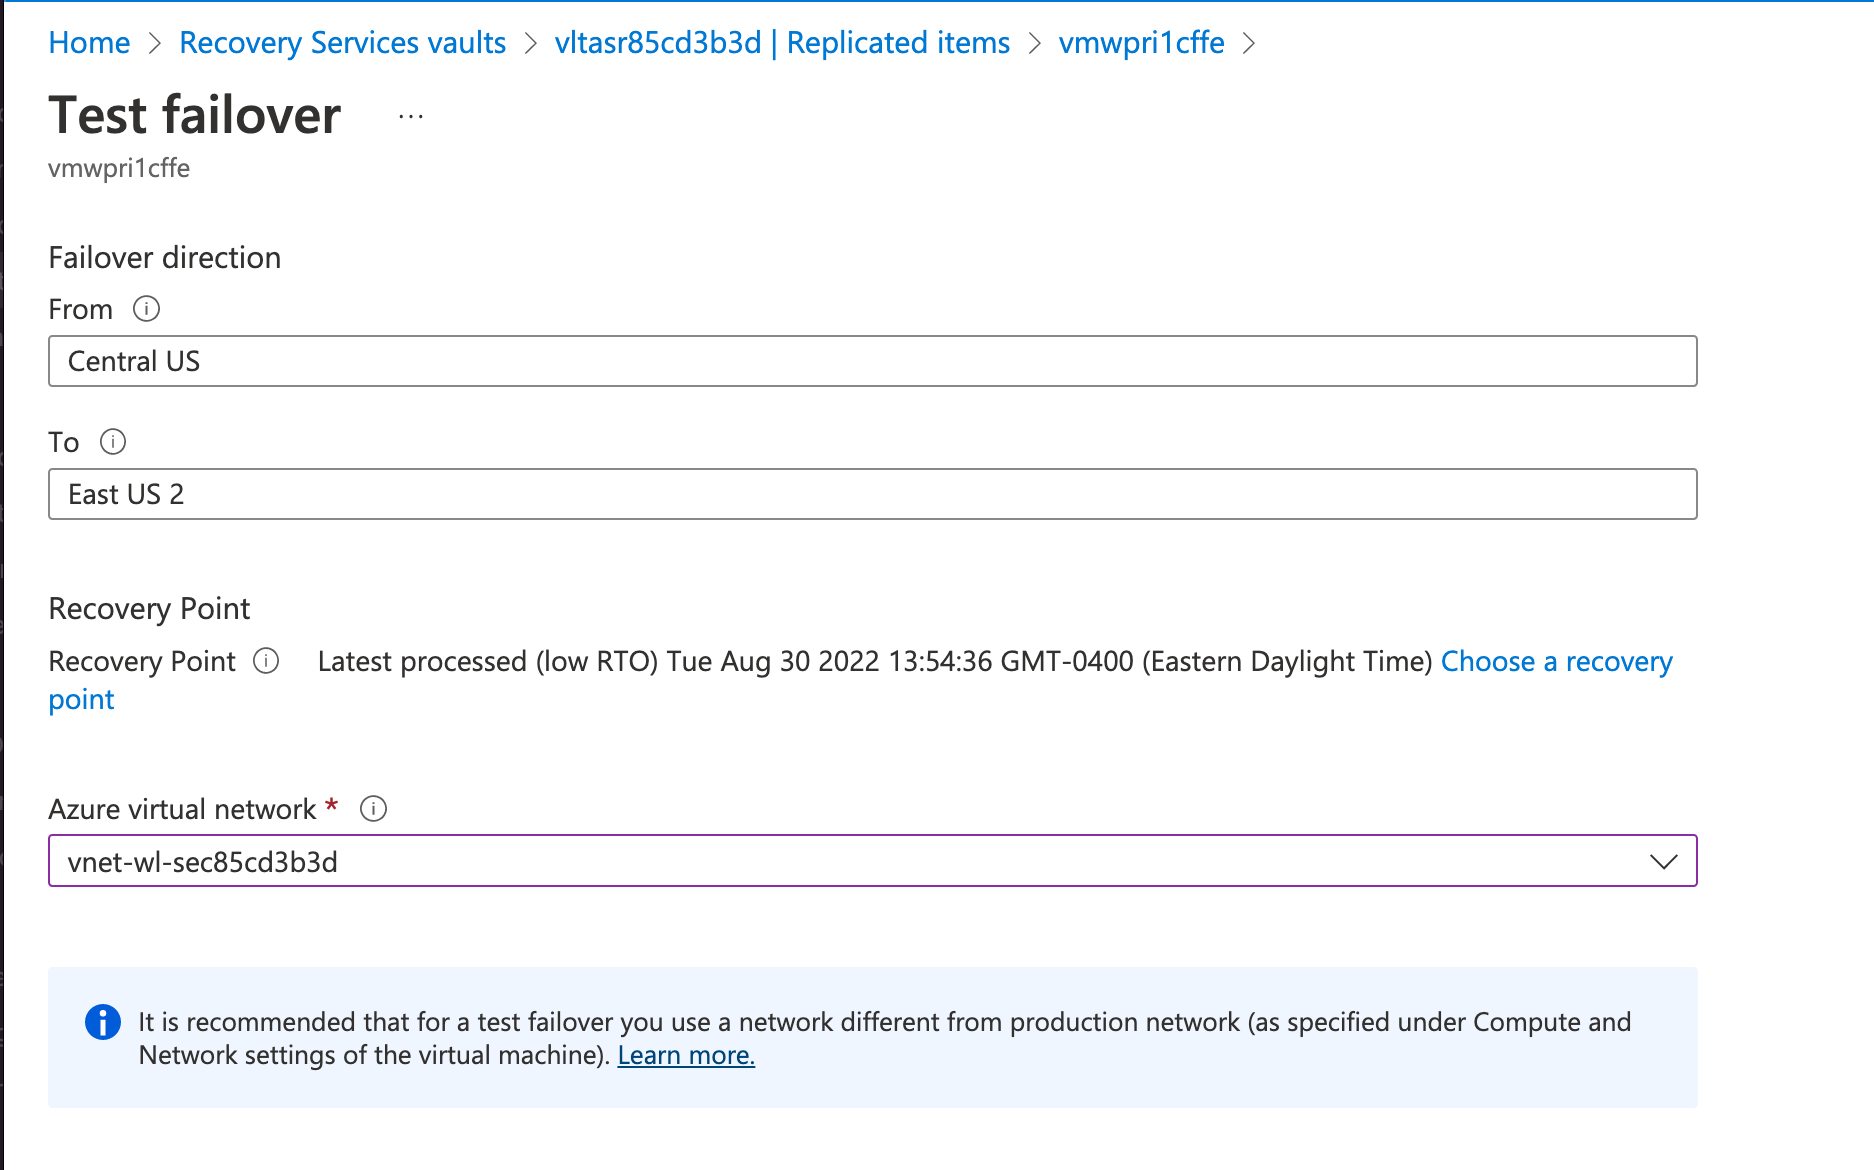 Home > Recovery Services vaults > vltasr85cd3b3d | Replicated items > vmwpri1cffe >
Test failover ...
vmwpri1cffe
Failover direction
From
Central US
To
East US 2
Recovery Point
Recovery Point Latest processed (low RTO) Tue Aug 30 2022 13:54:36 GMT-0400 (Eastern Daylight Time) Choose a recovery
point
Azure virtual network *
vnet-wl-sec85cd3b3d
It is recommended that for a test failover you use a network different from production network (as specified under Compute and
Network settings of the virtual machine). Learn more.